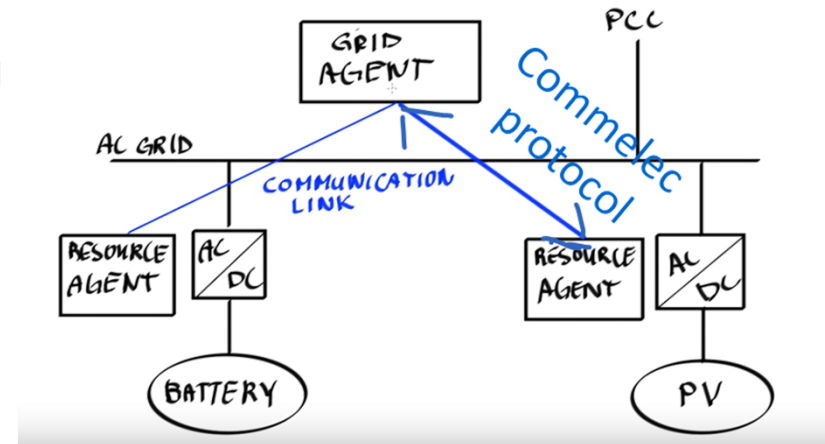 PCC
GRID
AGENT
Commelec
protocol
AC GRID
COMMUNICATION
LINK
RESOURCE
AGENT
AC
DC
RESOURCE
AGENT
AC
DC
BATTERY
PV